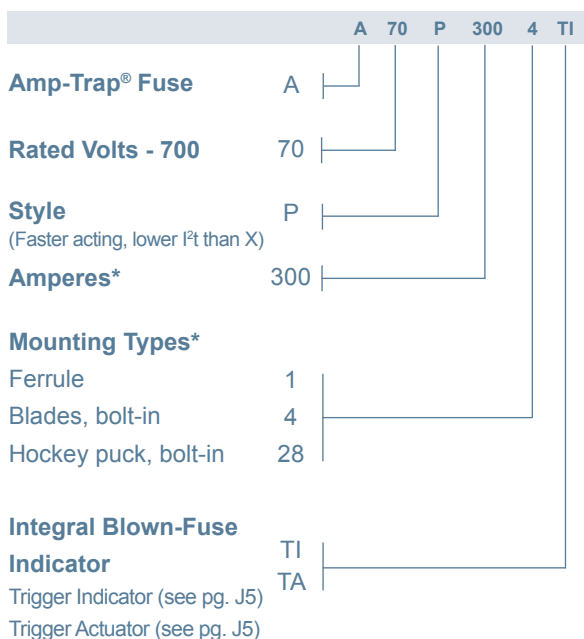 A 70 P 300 4 TI
Amp-Trap® Fuse A
Rated Volts - 700 70
Style P
(Faster acting, lower I²t than X)
Amperes* 300
Mounting Types*
Ferrule 1
Blades, bolt-in 4
Hockey puck, bolt-in 28
Integral Blown-Fuse
Indicator TI
TA
Trigger Indicator (see pg. J5)
Trigger Actuator (see pg. J5)